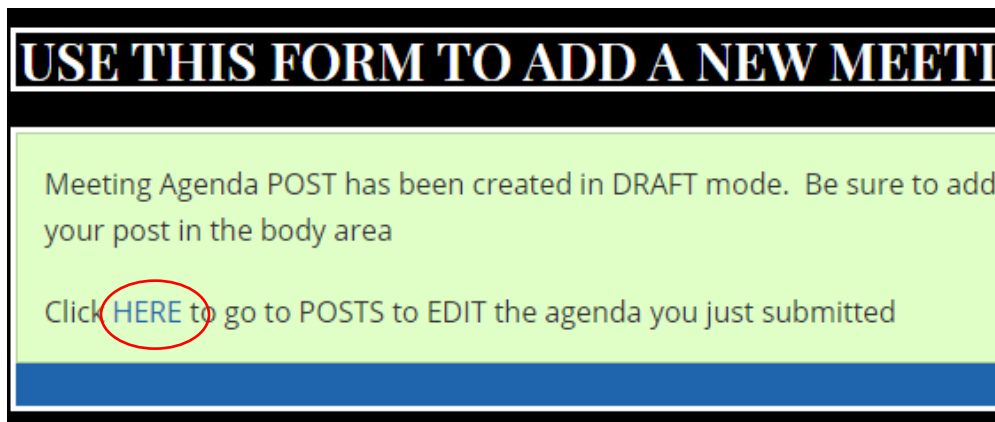 USE THIS FORM TO ADD A NEW
Meeting Agenda POST has been created in DRAFT mode. Be sure to add
your post in the body area
Click HERE to go to POSTS to EDIT the agenda you just submitted